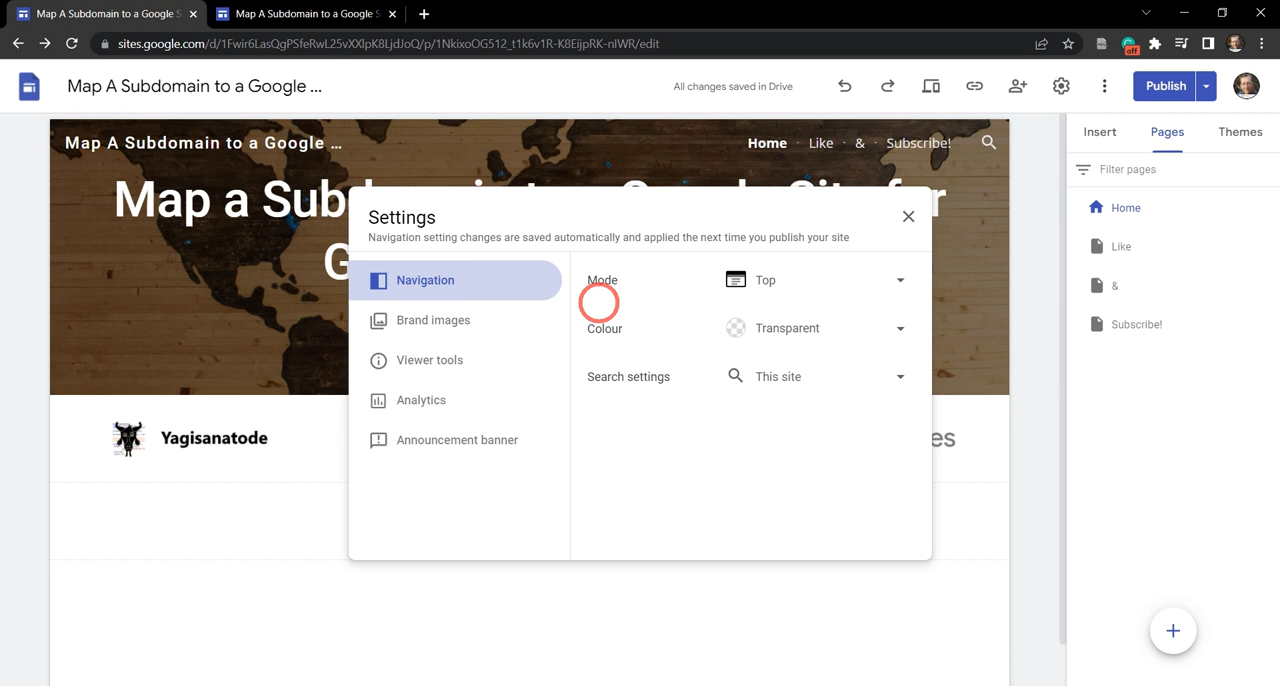 Map A Subdomain to a Google S
Map A Subdomain to a Google S
sites.google.com/d/1Fwir6LasQgPSfeRwL25vXXlpK8LjdJoQ/p/1NkixoOG512_t1k6v1R-K8EijpRK-nIWR/edit
off
Map A Subdomain to a Google ...
All changes saved in Drive
Publish
Map A Subdomain to a Google ...
Home · Like · & · Subscribe!
Insert
Pages
Themes
Filter pages
Home
Like
&
Subscribe!
Map a Sub
r
G
Settings
Navigation setting changes are saved automatically and applied the next time you publish your site
Navigation
Brand images
Viewer tools
Analytics
Announcement banner
Mode
Top
Colour
Transparent
Search settings
This site
Yagisanatode
es